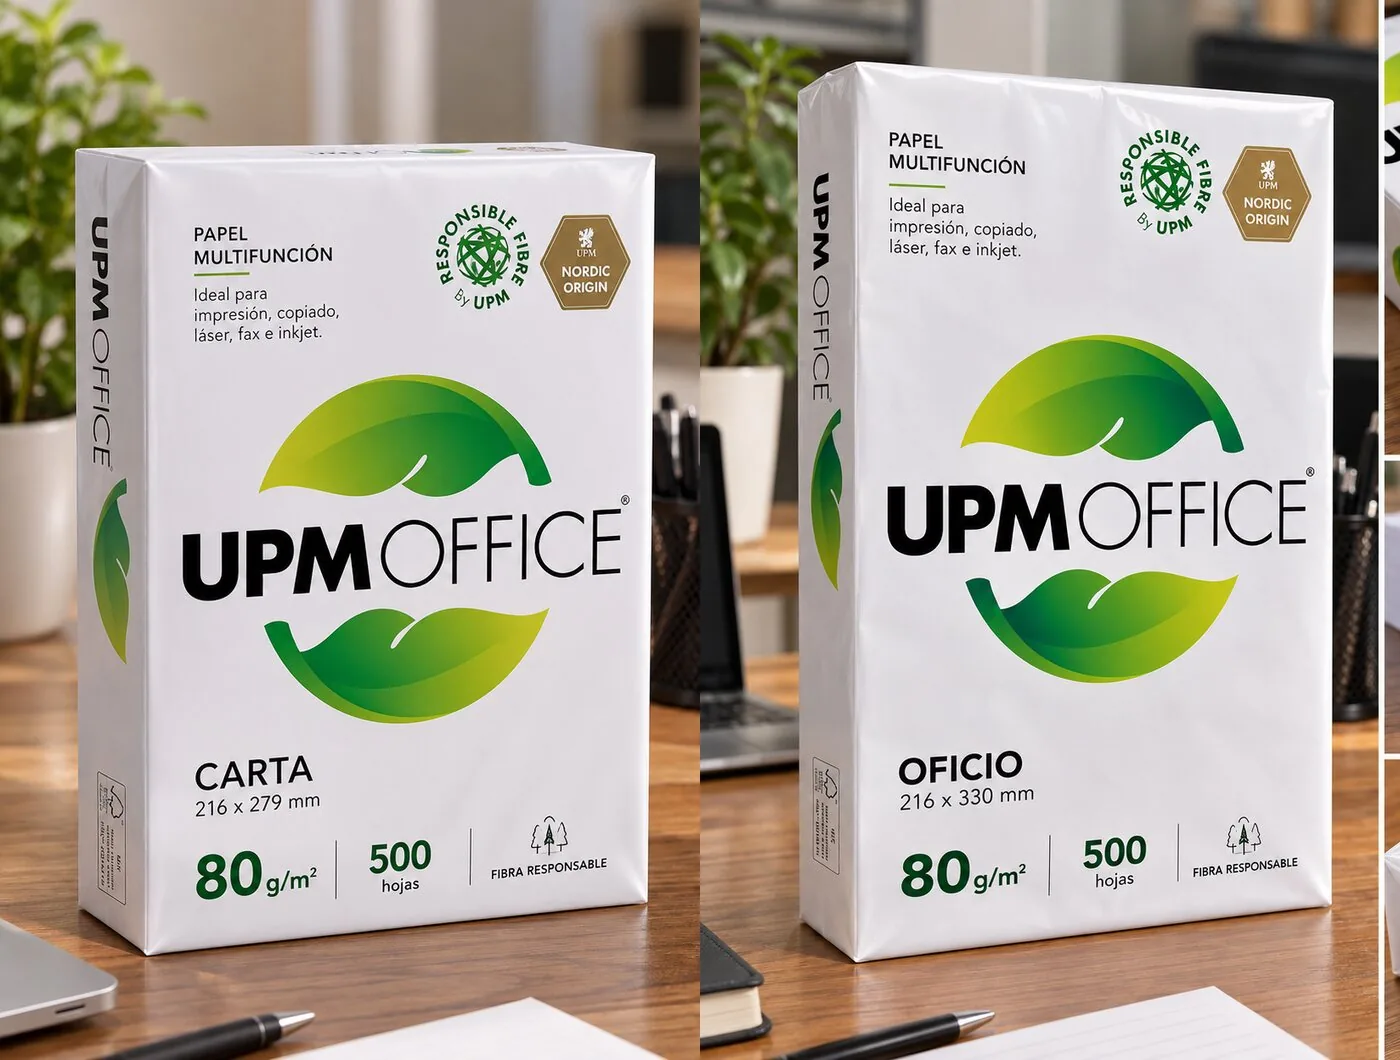 PAPEL
MULTIFUNCIÓN
Ideal para
impresión, copiado,
láser, fax e inkjet.
RESPONSIBLE FIBRE
By UPM
UPM
NORDIC
ORIGIN
UPM OFFICE
UPM OFFICE®
CARTA
216 x 279 mm
80 g/m²
500
hojas
FIBRA RESPONSABLE
PAPEL
MULTIFUNCIÓN
Ideal para
impresión, copiado,
láser, fax e inkjet.
RESPONSIBLE FIBRE
By UPM
UPM
NORDIC
ORIGIN
UPM OFFICE
UPM OFFICE®
OFICIO
216 x 330 mm
80 g/m²
500
hojas
FIBRA RESPONSABLE